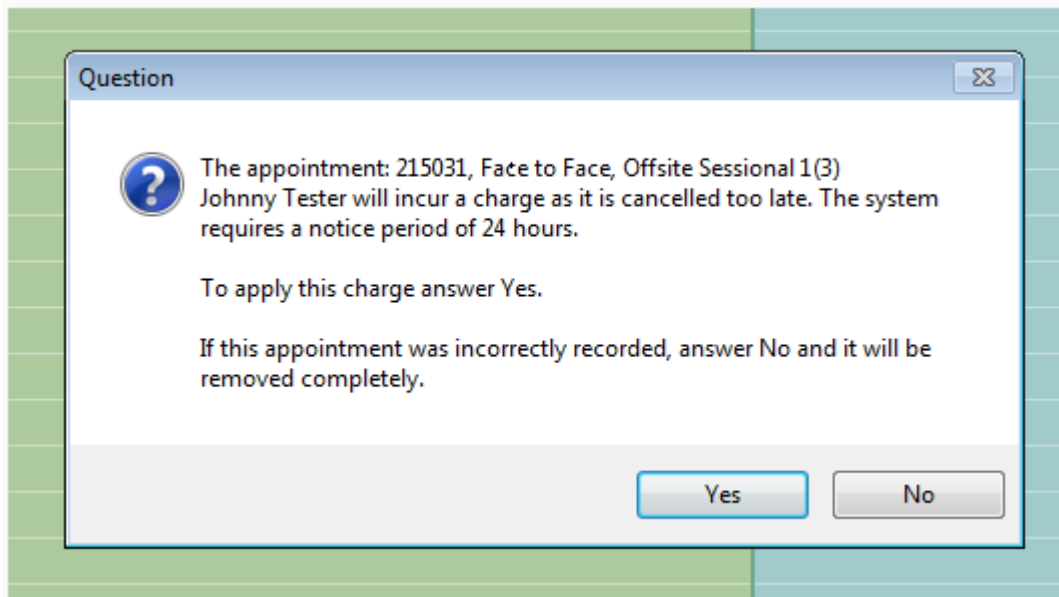 Question
The appointment: 215031, Face to Face, Offsite Sessional 1(3)
Johnny Tester will incur a charge as it is cancelled too late. The system
requires a notice period of 24 hours.
To apply this charge answer Yes.
If this appointment was incorrectly recorded, answer No and it will be
removed completely.
Yes
No